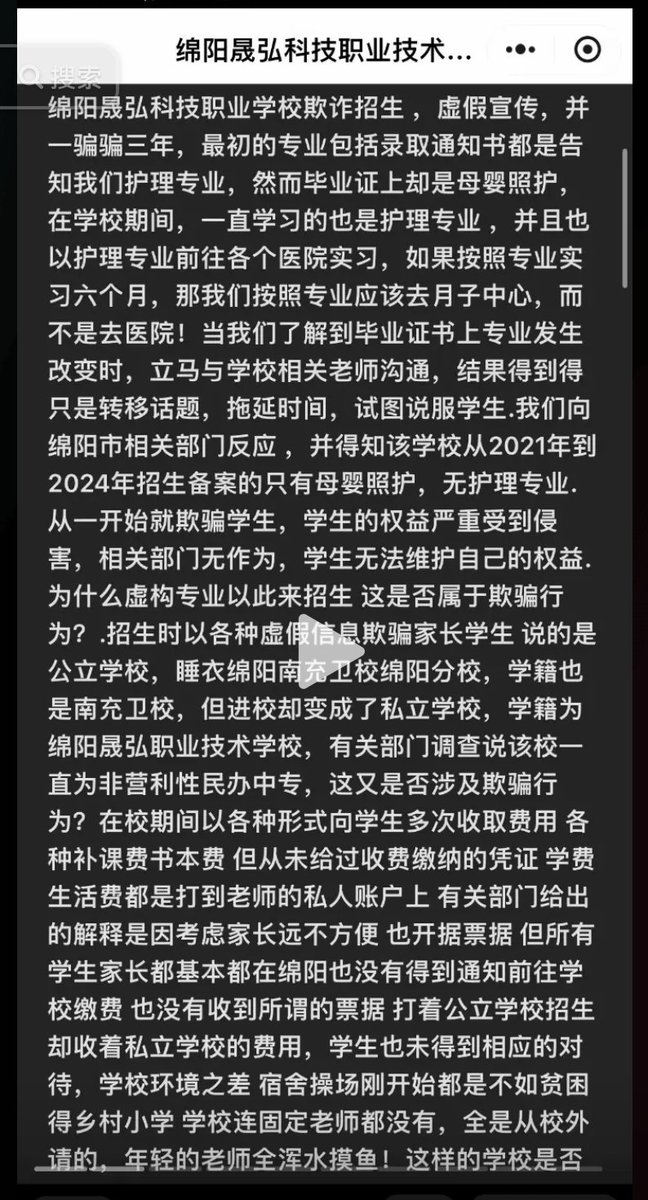 绵阳晟弘科技职业技术...
搜索
绵阳晟弘科技职业学校欺诈招生 ，虚假宣传，并
一骗骗三年，最初的专业包括录取通知书都是告
知我们护理专业，然而毕业证上却是母婴照护，
在学校期间，一直学习的也是护理专业 ，并且也
以护理专业前往各个医院实习，如果按照专业实
习六个月，那我们按照专业应该去月子中心，而
不是去医院！当我们了解到毕业证书上专业发生
改变时，立马与学校相关老师沟通，结果得到得
只是转移话题，拖延时间，试图说服学生.我们向
绵阳市相关部门反应 ，并得知该学校从2021年到
2024年招生备案的只有母婴照护，无护理专业.
从一开始就欺骗学生，学生的权益严重受到侵
害，相关部门无作为，学生无法维护自己的权益.
为什么虚构专业以此来招生 这是否属于欺骗行
为？.招生时以各种虚假信息欺骗家长学生 说的是
公立学校，睡衣绵阳南充卫校绵阳分校，学籍也
是南充卫校，但进校却变成了私立学校，学籍为
绵阳晟弘职业技术学校，有关部门调查说该校一
直为非营利性民办中专，这又是否涉及欺骗行
为？在校期间以各种形式向学生多次收取费用 各
种补课费书本费 但从未给过收费缴纳的凭证 学费
生活费都是打到老师的私人账户上 有关部门给出
的解释是因考虑家长远不方便 也开据票据 但所有
学生家长都基本都在绵阳也没有得到通知前往学
校缴费 也没有收到所谓的票据 打着公立学校招生
却收着私立学校的费用，学生也未得到相应的对
待，学校环境之差 宿舍操场刚开始都是不如贫困
得乡村小学 学校连固定老师都没有，全是从校外
请的，年轻的老师全浑水摸鱼！这样的学校是否